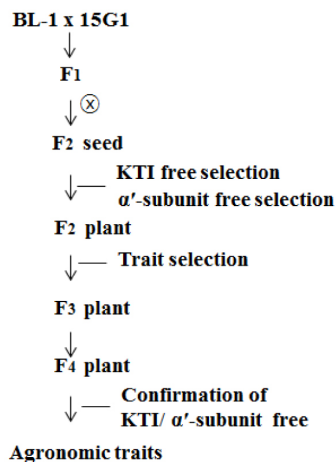 BL-1 x 15G1
F1
x
F2 seed
KTI free selection
α′-subunit free selection
F2 plant
Trait selection
F3 plant
F4 plant
Confirmation of
KTI/ α′-subunit free
Agronomic traits